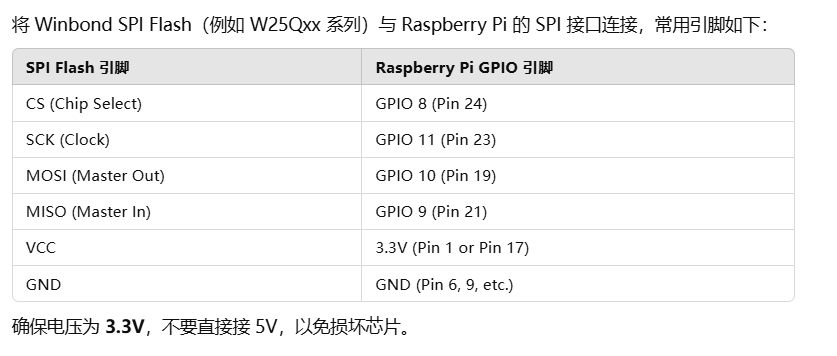 将 Winbond SPI Flash（例如 W25Qxx 系列）与 Raspberry Pi 的 SPI 接口连接，常用引脚如下：
SPI Flash 引脚 Raspberry Pi GPIO 引脚
CS (Chip Select) GPIO 8 (Pin 24)
SCK (Clock) GPIO 11 (Pin 23)
MOSI (Master Out) GPIO 10 (Pin 19)
MISO (Master In) GPIO 9 (Pin 21)
VCC 3.3V (Pin 1 or Pin 17)
GND GND (Pin 6, 9, etc.)
确保电压为 3.3V，不要直接接 5V，以免损坏芯片。